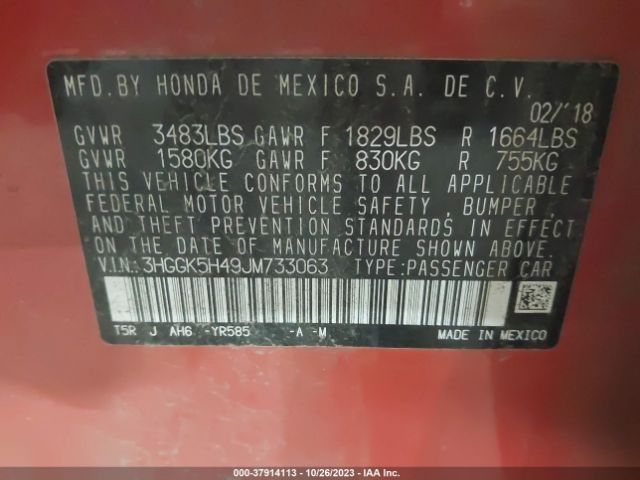 MFD. BY HONDA DE MEXICO S.A. DE C.V.
02/'18
GVWR 3483LBS GAWR F 1829LBS R 1664LBS
GVWR 1580KG GAWR F 830KG R 755KG
THIS VEHICLE CONFORMS TO ALL APPLICABLE
FEDERAL MOTOR VEHICLE SAFETY , BUMPER ,
AND THEFT PREVENTION STANDARDS IN EFFECT
ON THE DATE OF MANUFACTURE SHOWN ABOVE.
V.I.N.: 3HGGK5H49JM733063 TYPE: PASSENGER CAR
T5R J AH6 -YR585 -A -M MADE IN MEXICO
000-37914113 - 10/26/2023 - IAA Inc.